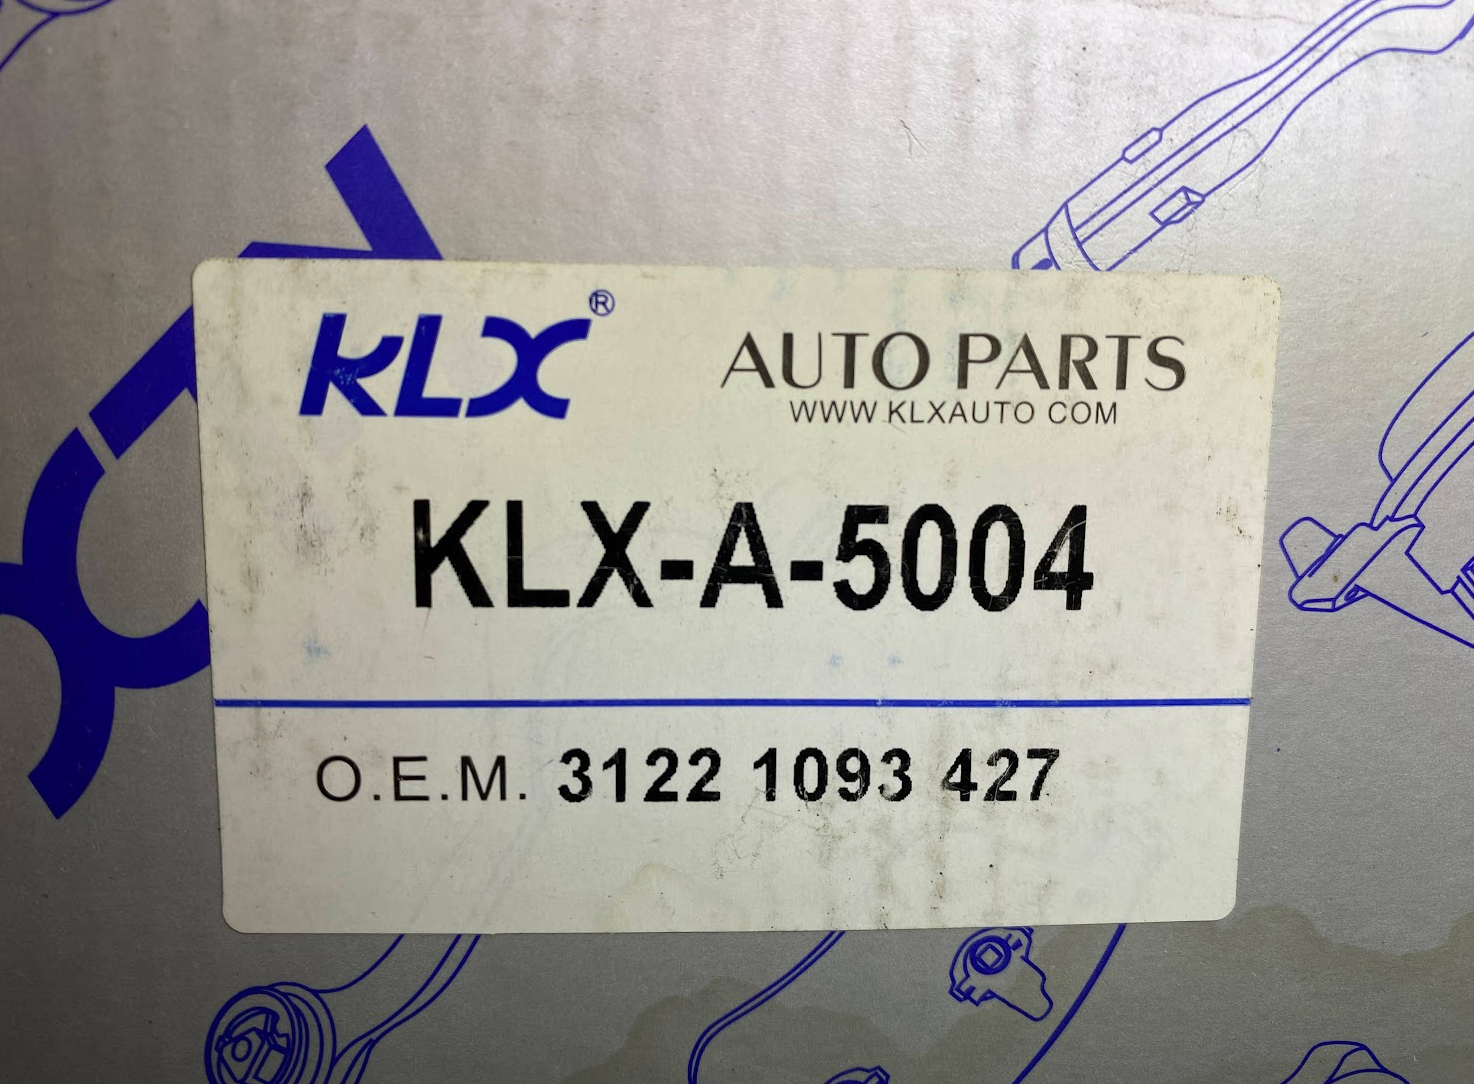 KLX® AUTO PARTS
WWW.KLXAUTO COM
KLX-A-5004
O.E.M. 3122 1093 427